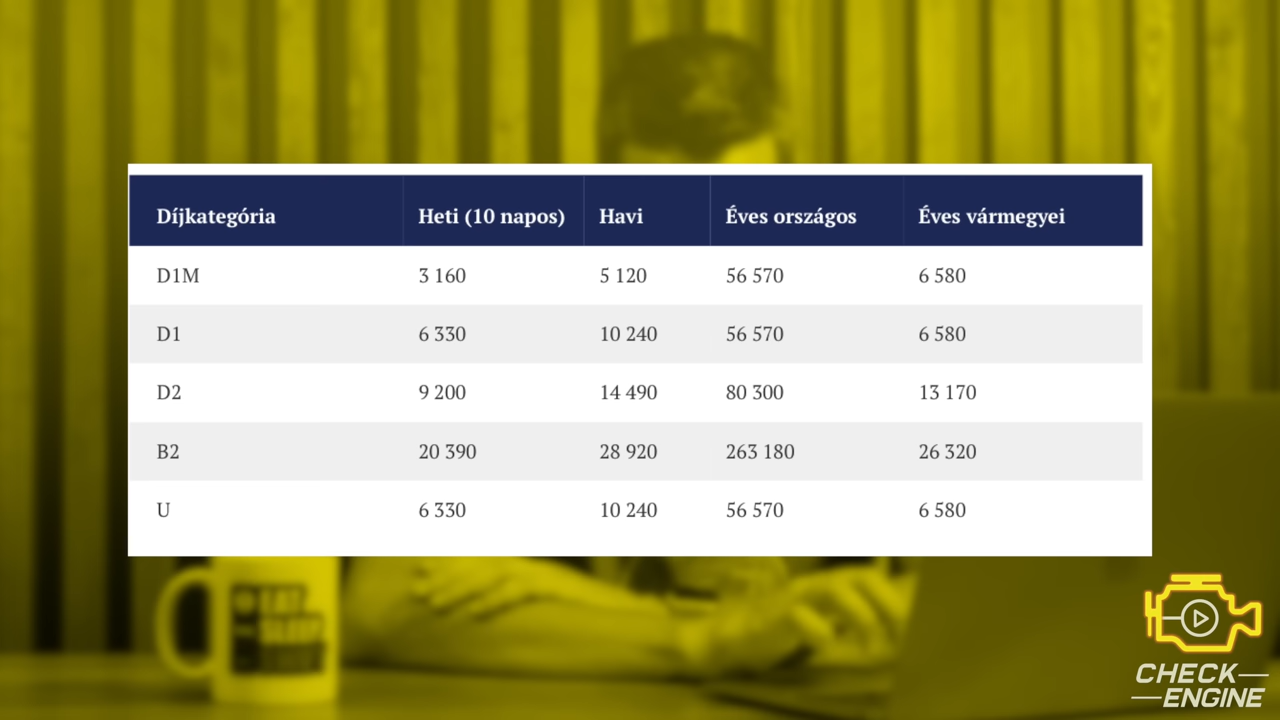 Díjkategória Heti (10 napos) Havi Éves országos Éves vármegyei
D1M 3 160 5 120 56 570 6 580
D1 6 330 10 240 56 570 6 580
D2 9 200 14 490 80 300 13 170
B2 20 390 28 920 263 180 26 320
U 6 330 10 240 56 570 6 580
EAT
SLEEP
CHECK
ENGINE